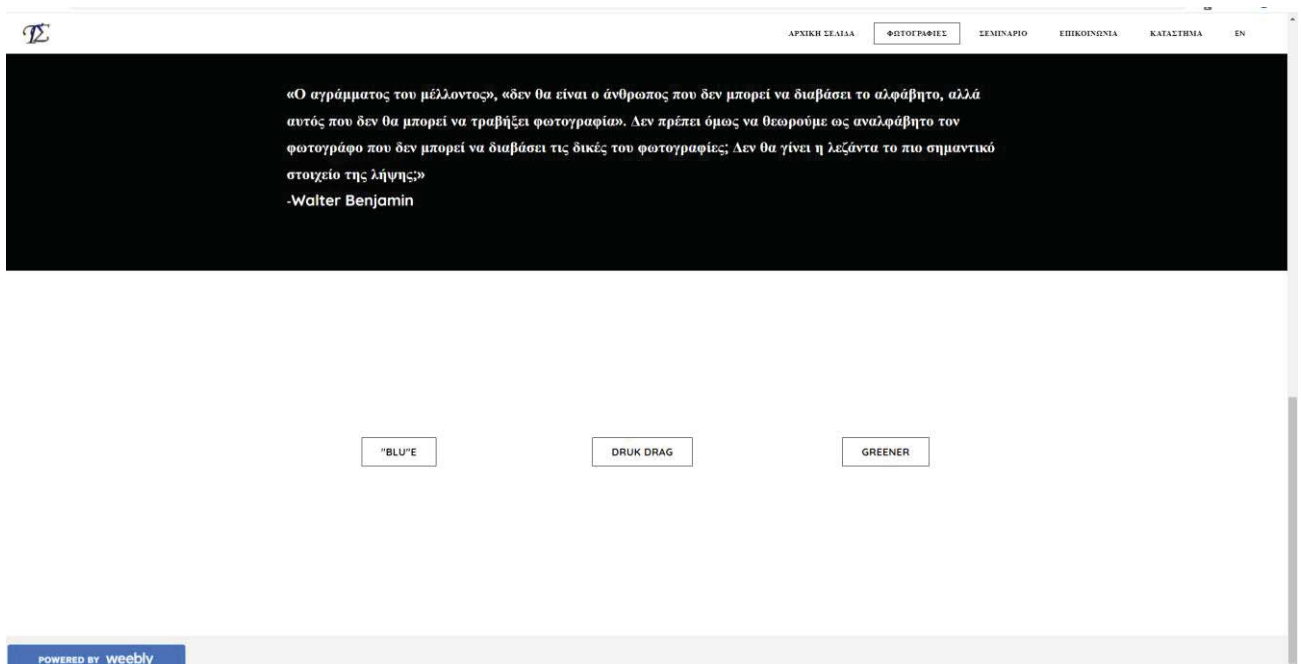 ΑΡΧΙΚΗ ΣΕΛΙΔΑ ΦΩΤΟΓΡΑΦΙΕΣ ΣΕΜΙΝΑΡΙΟ ΕΠΙΚΟΙΝΩΝΙΑ ΚΑΤΑΣΤΗΜΑ EN
«Ο αγράμματος του μέλλοντος», «δεν θα είναι ο άνθρωπος που δεν μπορεί να διαβάσει το αλφάβητο, αλλά
αυτός που δεν θα μπορεί να τραβήξει φωτογραφία». Δεν πρέπει όμως να θεωρούμε ως αναλφάβητο τον
φωτογράφο που δεν μπορεί να διαβάσει τις δικές του φωτογραφίες; Δεν θα γίνει η λεζάντα το πιο σημαντικό
στοιχείο της λήψης;»
-Walter Benjamin
"BLU"E DRUK DRAG GREENER
POWERED BY weebly